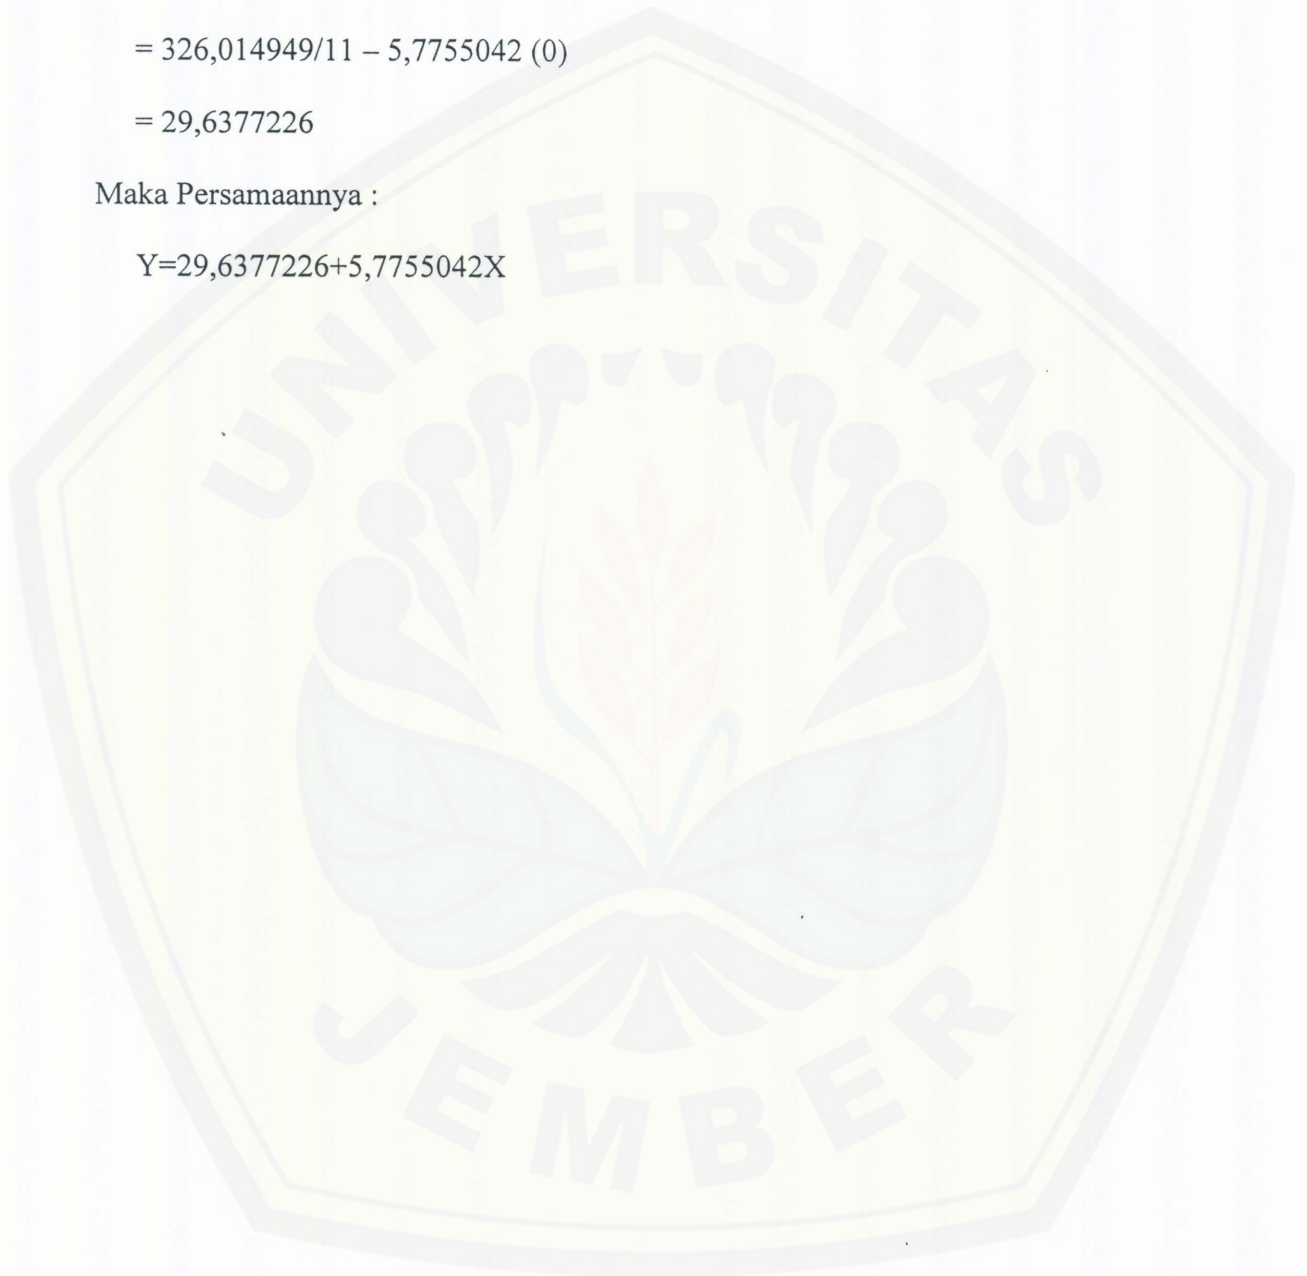 = 326,014949/11 – 5,7755042 (0)
= 29,6377226
Maka Persamaannya :
Y=29,6377226+5,7755042X
UNIVERSITAS
JEMBER